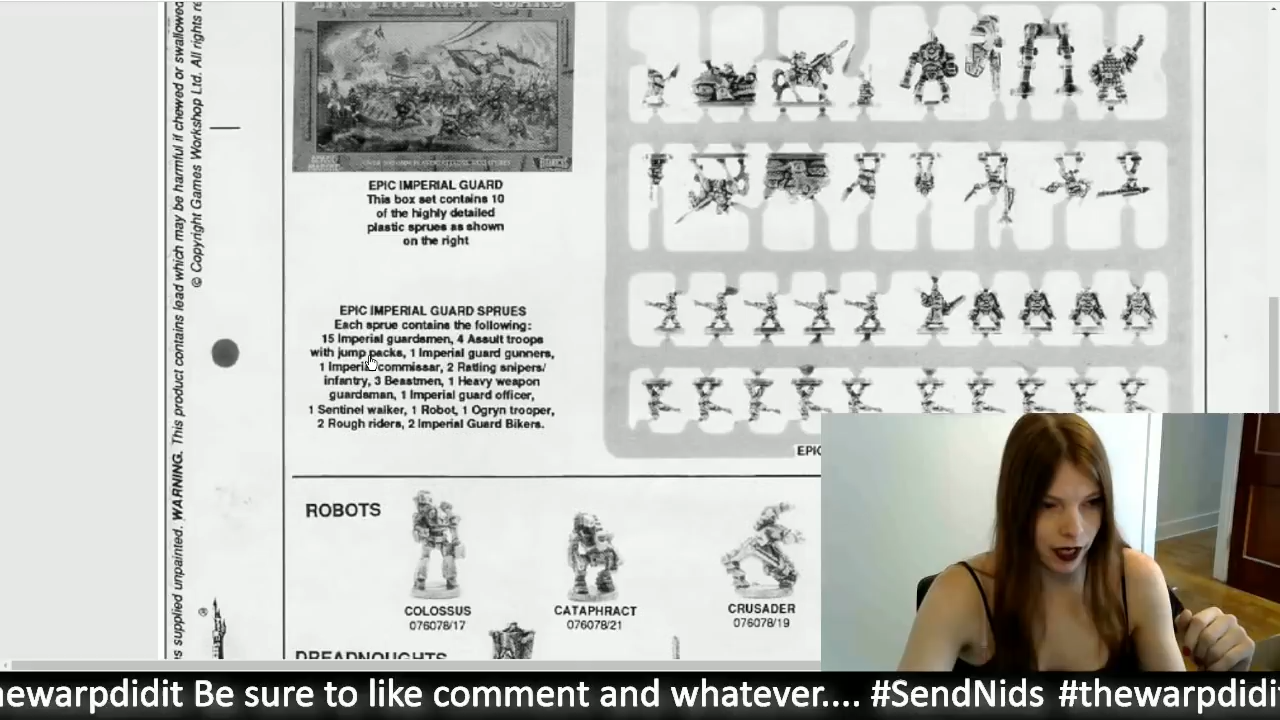 EPIC IMPERIAL GUARD
EPIC IMPERIAL GUARD
This box set contains 10
of the highly detailed
plastic sprues as shown
on the right
EPIC IMPERIAL GUARD SPRUES
Each sprue contains the following:
15 Imperial guardsmen, 4 Assult troops
with jump packs, 1 Imperial guard gunners,
1 Imperial commissar, 2 Ratling snipers/
infantry, 3 Beastmen, 1 Heavy weapon
guardsman, 1 Imperial guard officer,
1 Sentinel walker, 1 Robot, 1 Ogryn trooper,
2 Rough riders, 2 Imperial Guard Bikers.
EPIC
ROBOTS
COLOSSUS
076078/17
CATAPHRACT
076078/21
CRUSADER
076078/19
DREADNOUGHTS
s supplied unpainted. WARNING. This product contains lead which may be harmful if chewed or swallowed
© Copyright Games Workshop Ltd. All rights re
®
hewarpdidit Be sure to like comment and whatever.... #SendNids #thewarpdidit